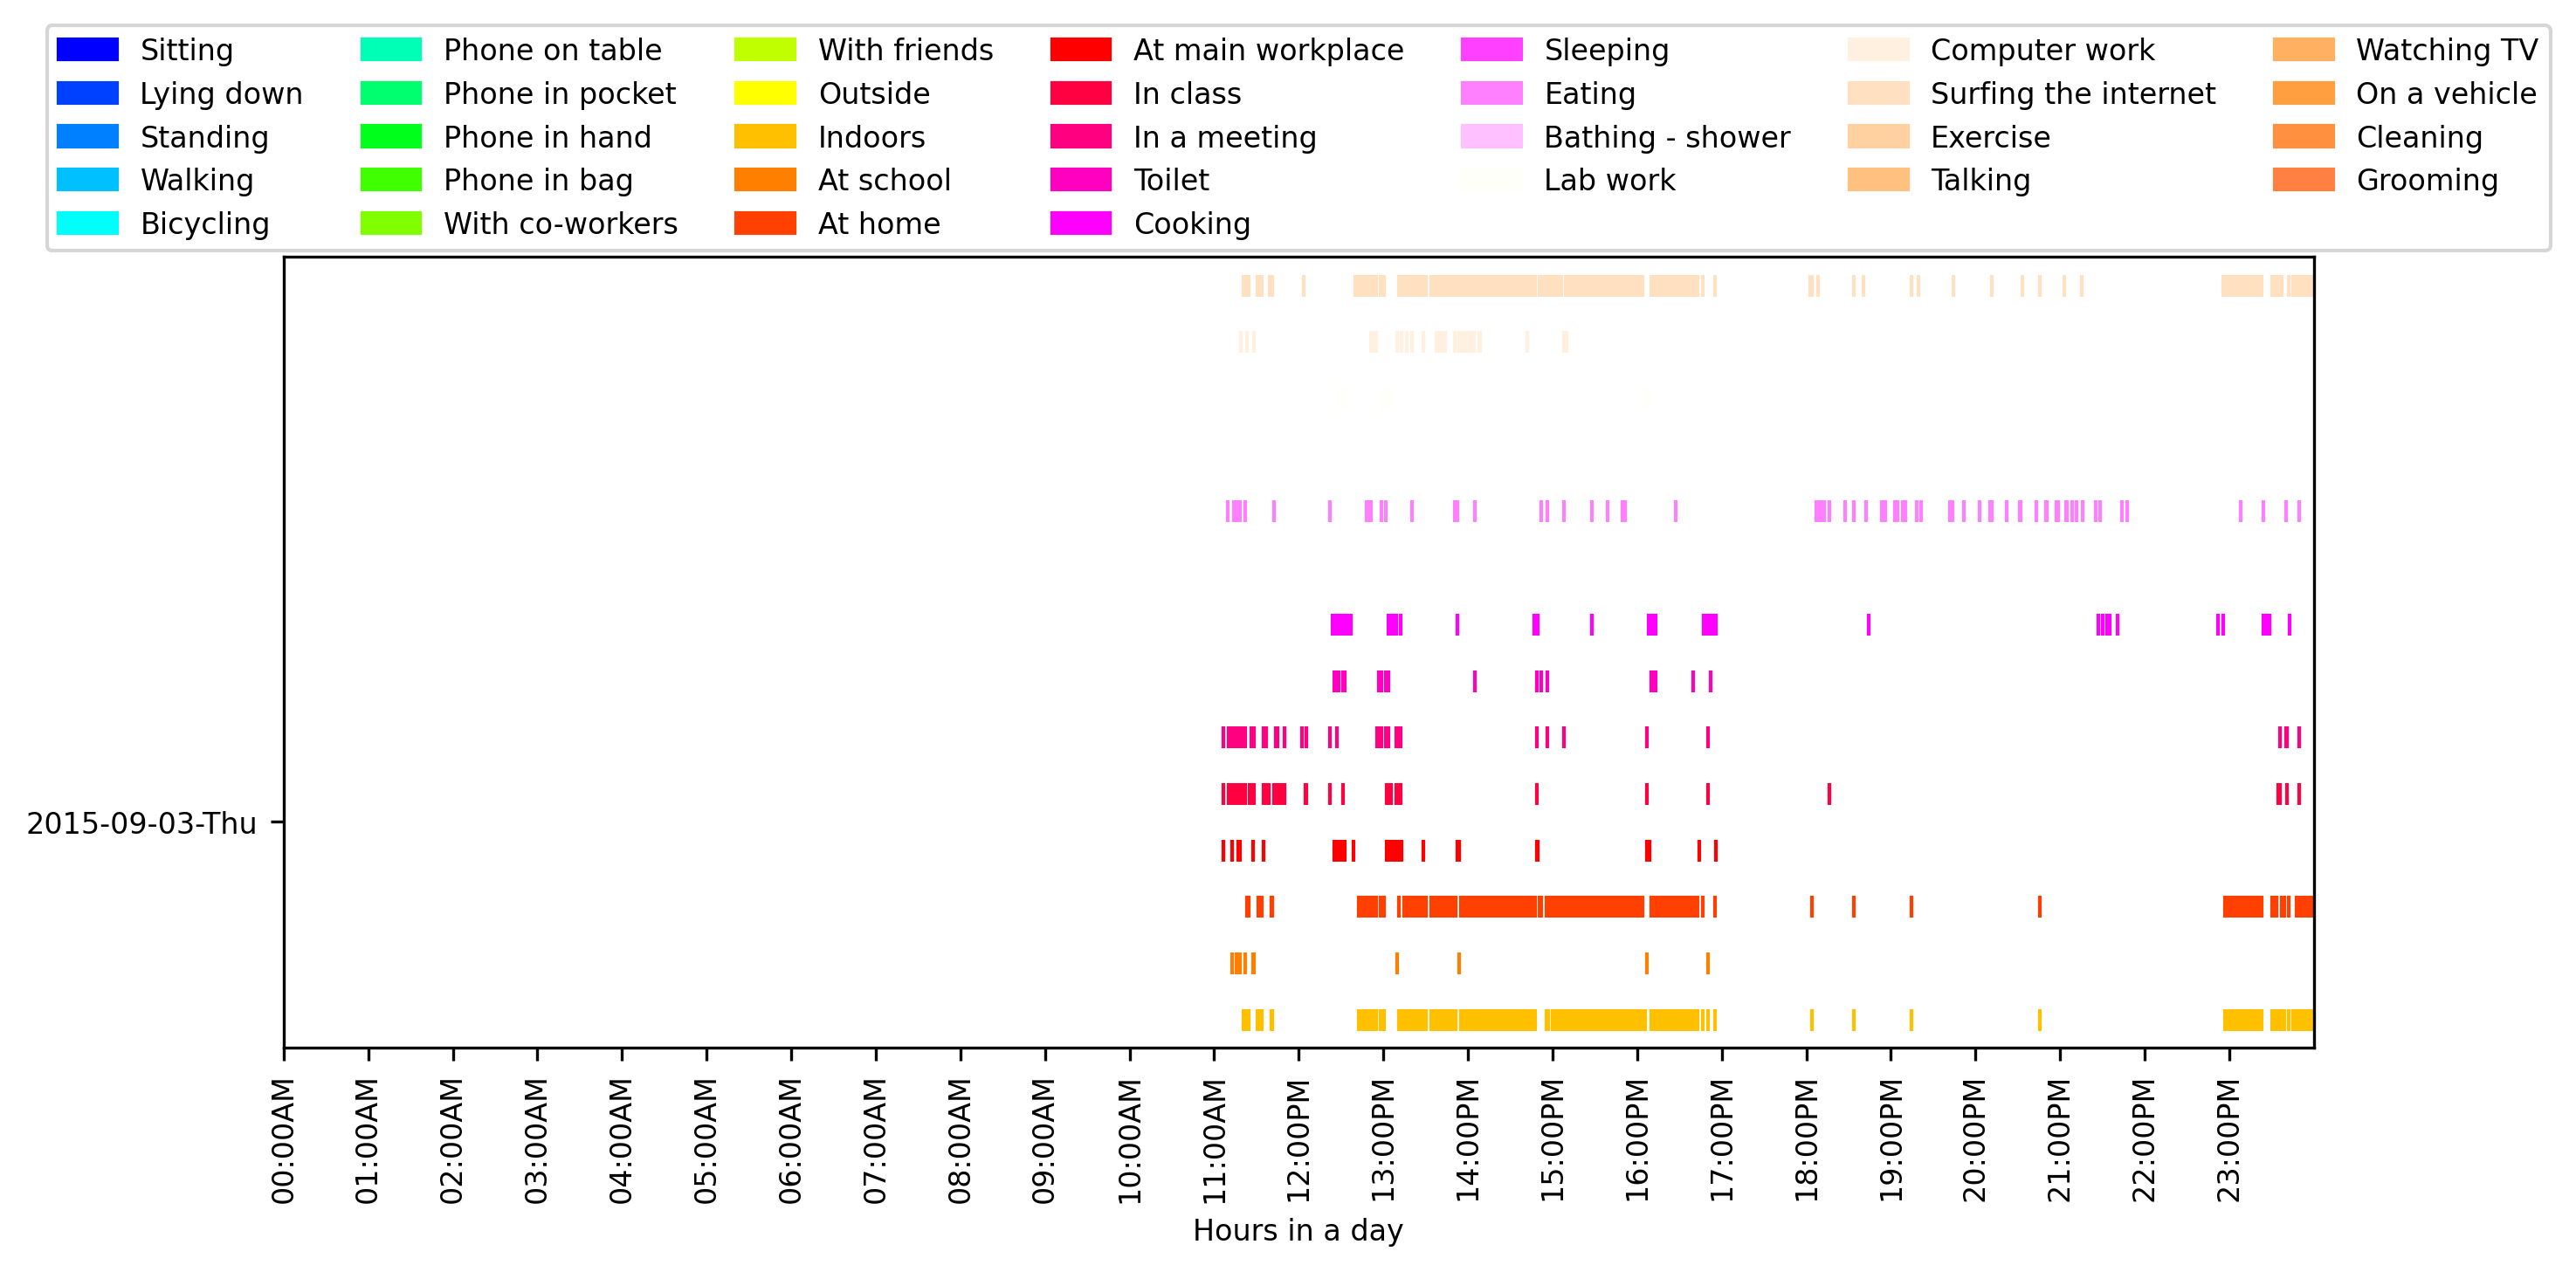 Sitting
Lying down
Standing
Walking
Bicycling
Phone on table
Phone in pocket
Phone in hand
Phone in bag
With co-workers
With friends
Outside
Indoors
At school
At home
At main workplace
In class
In a meeting
Toilet
Cooking
Sleeping
Eating
Bathing - shower
Lab work
Computer work
Surfing the internet
Exercise
Talking
Watching TV
On a vehicle
Cleaning
Grooming
2015-09-03-Thu
00:00AM
01:00AM
02:00AM
03:00AM
04:00AM
05:00AM
06:00AM
07:00AM
08:00AM
09:00AM
10:00AM
11:00AM
12:00PM
13:00PM
14:00PM
15:00PM
16:00PM
17:00PM
18:00PM
19:00PM
20:00PM
21:00PM
22:00PM
23:00PM
Hours in a day